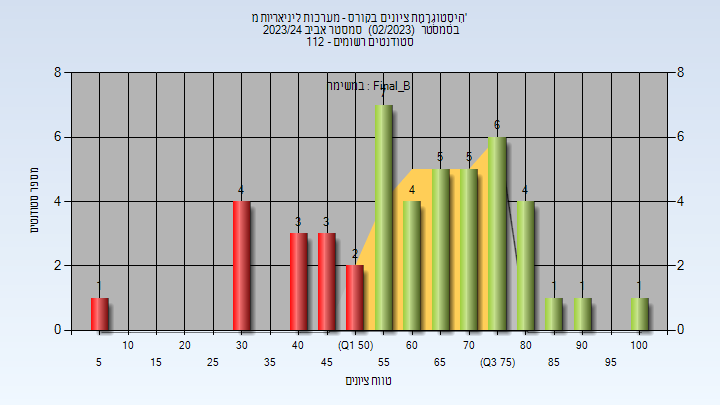 הִיסְטוֹגְרַמַת ציונים בקורס - מערכות ליניאריות מ'
בסמסטר (02/2023) סמסטר אביב 2023/24
סטודנטים רשומים - 112
במשימה : Final_B
8 8
6 6
4 4
2 2
0 0
מספר סטודנטים
1 4 3 3 2 7 4 5 5 6 4 1 1 1
10 20 30 40 (Q1 50) 60 70 80 90 100
5 15 25 35 45 55 65 (Q3 75) 85 95
טווח ציונים